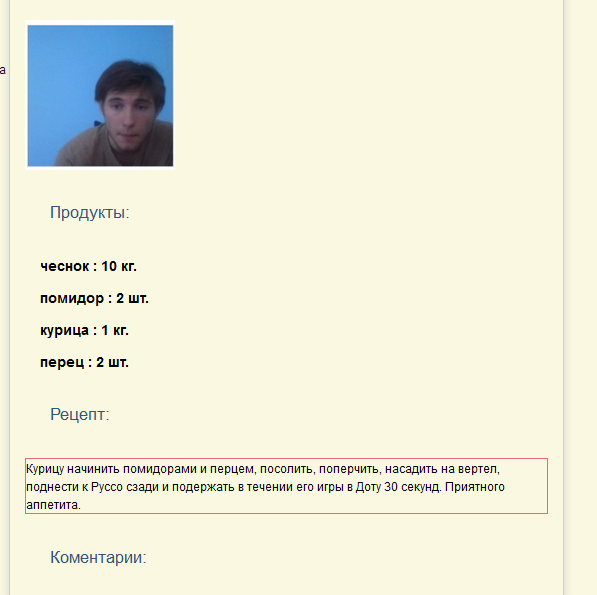 а
Продукты:
чеснок : 10 кг.
помидор : 2 шт.
курица : 1 кг.
перец : 2 шт.
Рецепт:
Курицу начинить помидорами и перцем, посолить, поперчить, насадить на вертел,
поднести к Руссо сзади и подержать в течении его игры в Доту 30 секунд. Приятного
аппетита.
Коментарии: